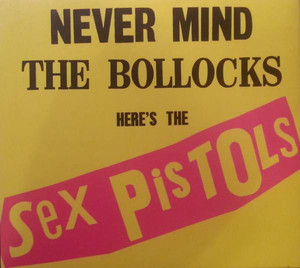 NEVER MIND
THE BOLLOCKS
HERE'S THE
Sex PiSTOLS